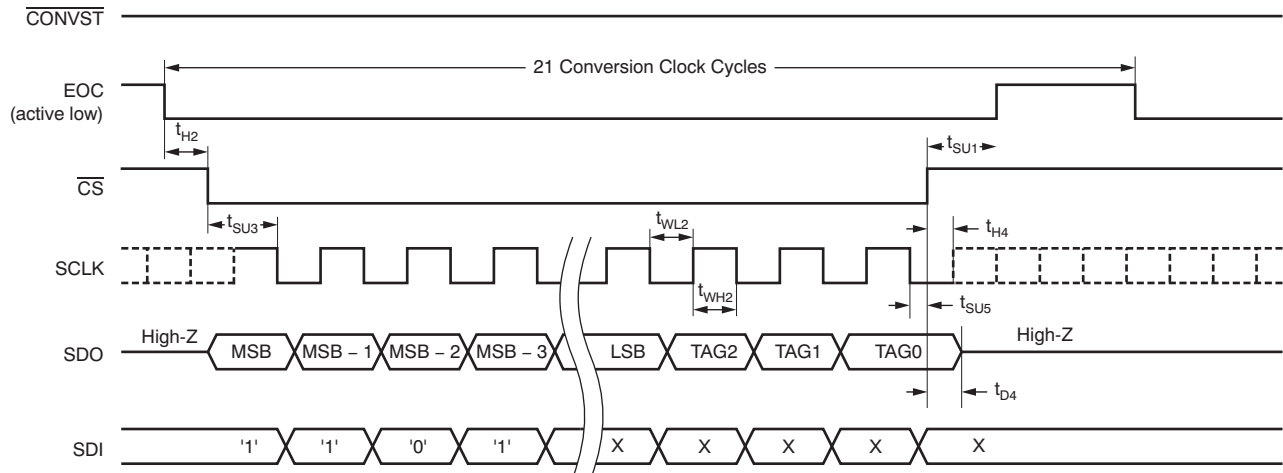 CONVST
21 Conversion Clock Cycles
EOC
(active low)
tH2
tSU1
CS
tSU3
tWL2
tH4
SCLK
tWH2
tSU5
High-Z
MSB
MSB – 1
MSB – 2
MSB – 3
LSB
TAG2
TAG1
TAG0
High-Z
SDO
tD4
SDI
'1'
'1'
'0'
'1'
X
X
X
X
X